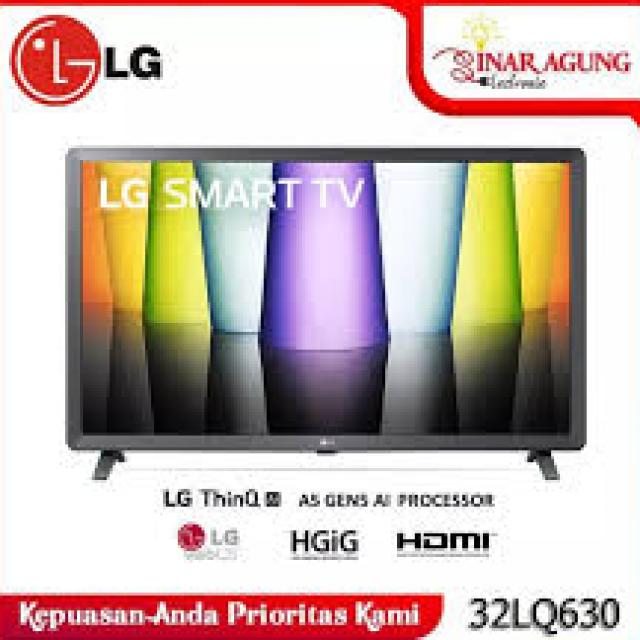 LG
SINAR AGUNG
Electronic
LG SMART TV
LG ThinQ AI α5 GEN5 AI PROCESSOR
LG
HGiG
HDMI
Kepuasan-Anda Prioritas Kami
32LQ630